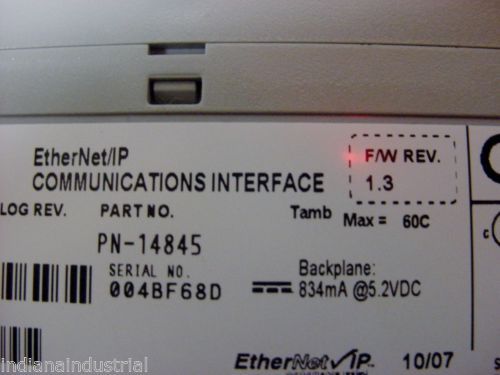 EtherNet/IP
COMMUNICATIONS INTERFACE
F/W REV.
1.3
LOG REV. PART NO.
Tamb Max = 60C
PN-14845
SERIAL NO.
004BF68D
Backplane:
834mA @5.2VDC
EtherNet/IP 10/07
indianaindustrial